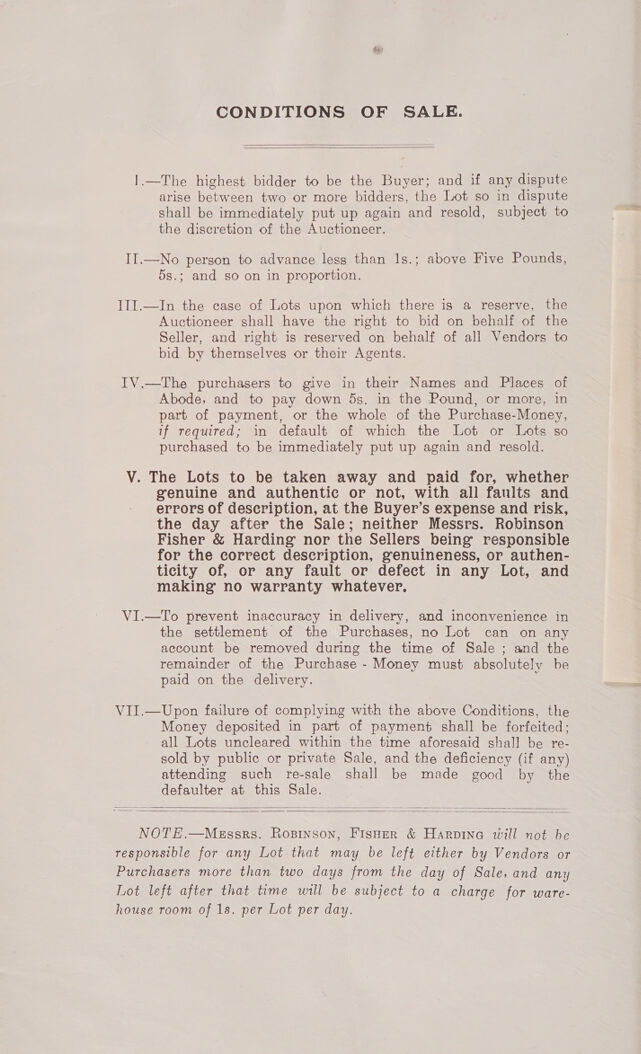 CONDITIONS OF SALE.
I.—The highest bidder to be the Buyer; and if any dispute
arise between two or more bidders, the Lot so in dispute
shall be immediately put up again and resold, subject to
the discretion of the Auctioneer.
II.—No person to advance less than 1s.; above Five Pounds,
5s.; and so on in proportion.
III.—In the case of Lots upon which there is a reserve, the
Auctioneer shall have the right to bid on behalf of the
Seller, and right is reserved on behalf of all Vendors to
bid by themselves or their Agents.
IV.—The purchasers to give in their Names and Places of
Abode, and to pay down 5s. in the Pound, or more, in
part of payment, or the whole of the Purchase-Money,
if required; in default of which the Lot or Lots so
purchased to be immediately put up again and resold.
V. The Lots to be taken away and paid for, whether
genuine and authentic or not, with all faults and
errors of description, at the Buyer's expense and risk,
the day after the Sale; neither Messrs. Robinson
Fisher & Harding nor the Sellers being responsible
for the correct description, genuineness, or authen-
ticity of, or any fault or defect in any Lot, and
making no warranty whatever.
VI.—To prevent inaccuracy in delivery, and inconvenience in
the settlement of the Purchases, no Lot can on any
account be removed during the time of Sale ; and the
remainder of the Purchase - Money must absolutely be
paid on the delivery.
VII.—Upon failure of complying with the above Conditions, the
Money deposited in part of payment shall be forfeited;
all Lots uncleared within the time aforesaid shall be re-
sold by public or private Sale, and the deficiency (if any)
attending such re-sale shall be made good by the
defaulter at this Sale.
NOTE.—Messrs. Robinson, Fisher & Harding will not be
responsible for any Lot that may be left either by Vendors or
Purchasers more than two days from the day of Sale, and any
Lot left after that time will be subject to a charge for ware-
house room of 1s. per Lot per day.